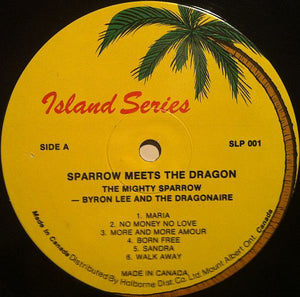 Island Series
SIDE A
SLP 001
SPARROW MEETS THE DRAGON
THE MIGHTY SPARROW
— BYRON LEE AND THE DRAGONAIRE
1. MARIA
2. NO MONEY NO LOVE
3. MORE AND MORE AMOUR
4. BORN FREE
5. SANDRA
6. WALK AWAY
MADE IN CANADA
Made in Canada Distributed By Holborne Dist. Co. Ltd. Mount Albert Ont. Canada